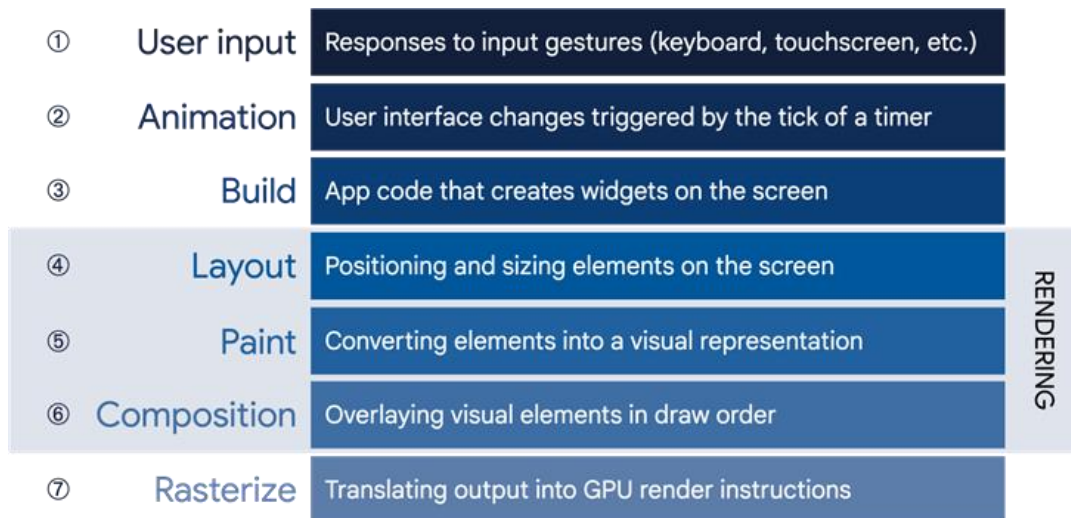 ① User input Responses to input gestures (keyboard, touchscreen, etc.)
② Animation User interface changes triggered by the tick of a timer
③ Build App code that creates widgets on the screen
④ Layout Positioning and sizing elements on the screen
⑤ Paint Converting elements into a visual representation
⑥ Composition Overlaying visual elements in draw order
⑦ Rasterize Translating output into GPU render instructions
RENDERING